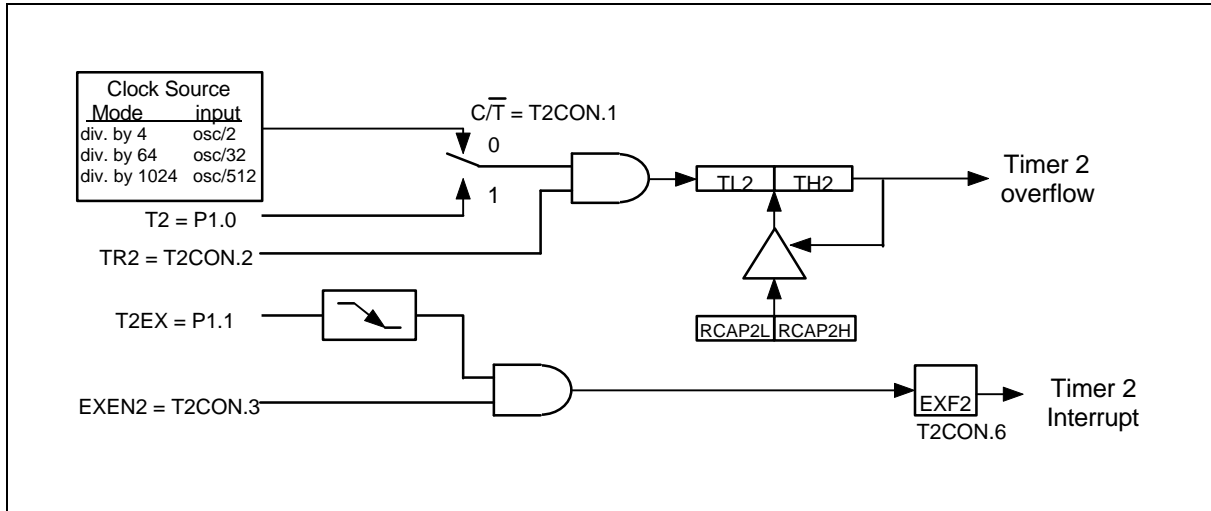 Clock Source
Mode input
div. by 4 osc/2
div. by 64 osc/32
div. by 1024 osc/512
C/T̅ = T2CON.1
0
1
T2 = P1.0
TR2 = T2CON.2
TL2 TH2
Timer 2
overflow
T2EX = P1.1
RCAP2L RCAP2H
EXEN2 = T2CON.3
EXF2
T2CON.6
Timer 2
Interrupt